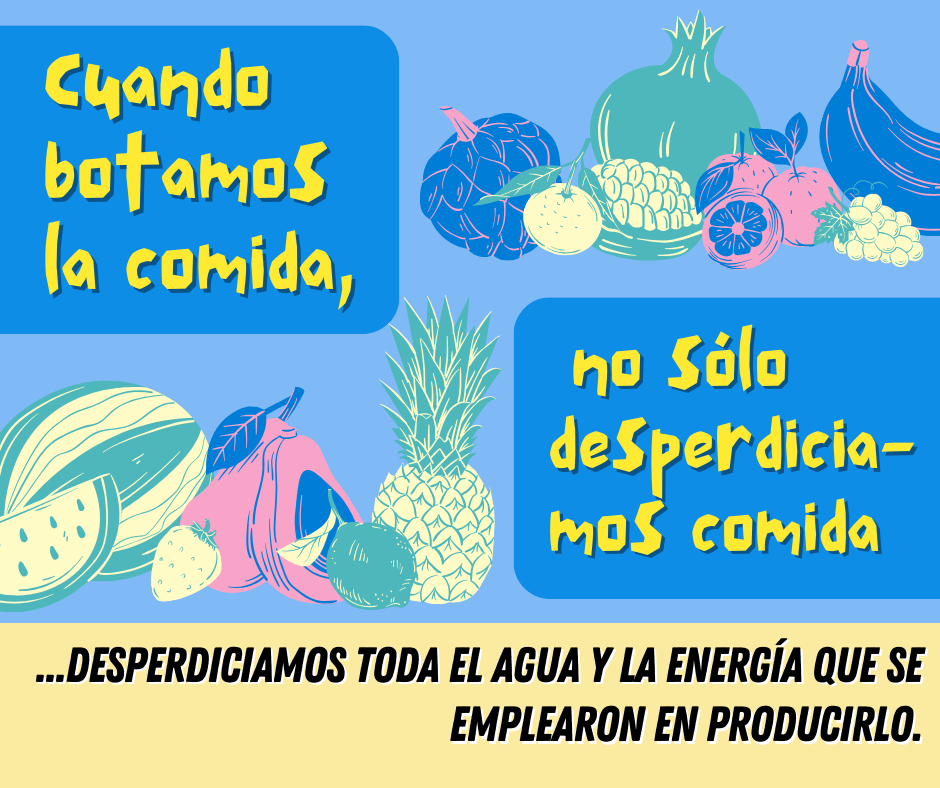 Cuando
botamos
la comida,
no sólo
desperdicia-
mos comida
...DESPERDICIAMOS TODA EL AGUA Y LA ENERGÍA QUE SE
EMPLEARON EN PRODUCIRLO.